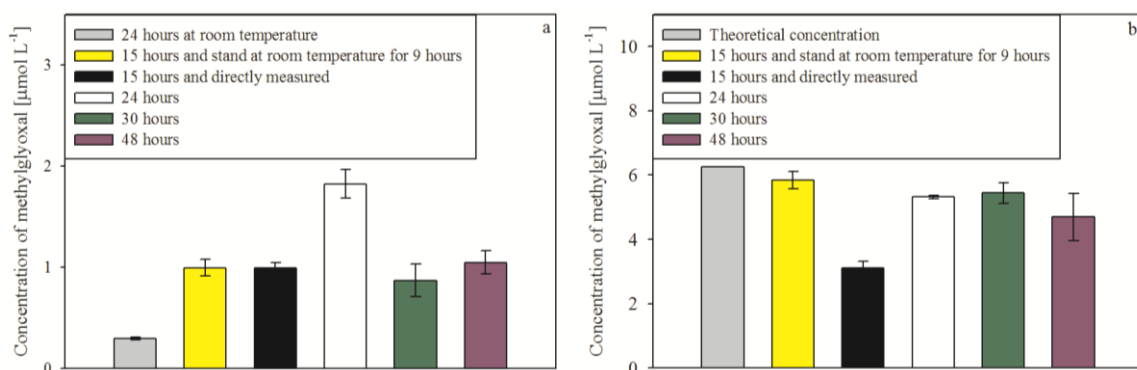 a
Concentration of methylglyoxal [µmol L⁻¹]
3
2
1
0
24 hours at room temperature
15 hours and stand at room temperature for 9 hours
15 hours and directly measured
24 hours
30 hours
48 hours
b
Concentration of methylglyoxal [µmol L⁻¹]
10
8
6
4
2
0
Theoretical concentration
15 hours and stand at room temperature for 9 hours
15 hours and directly measured
24 hours
30 hours
48 hours